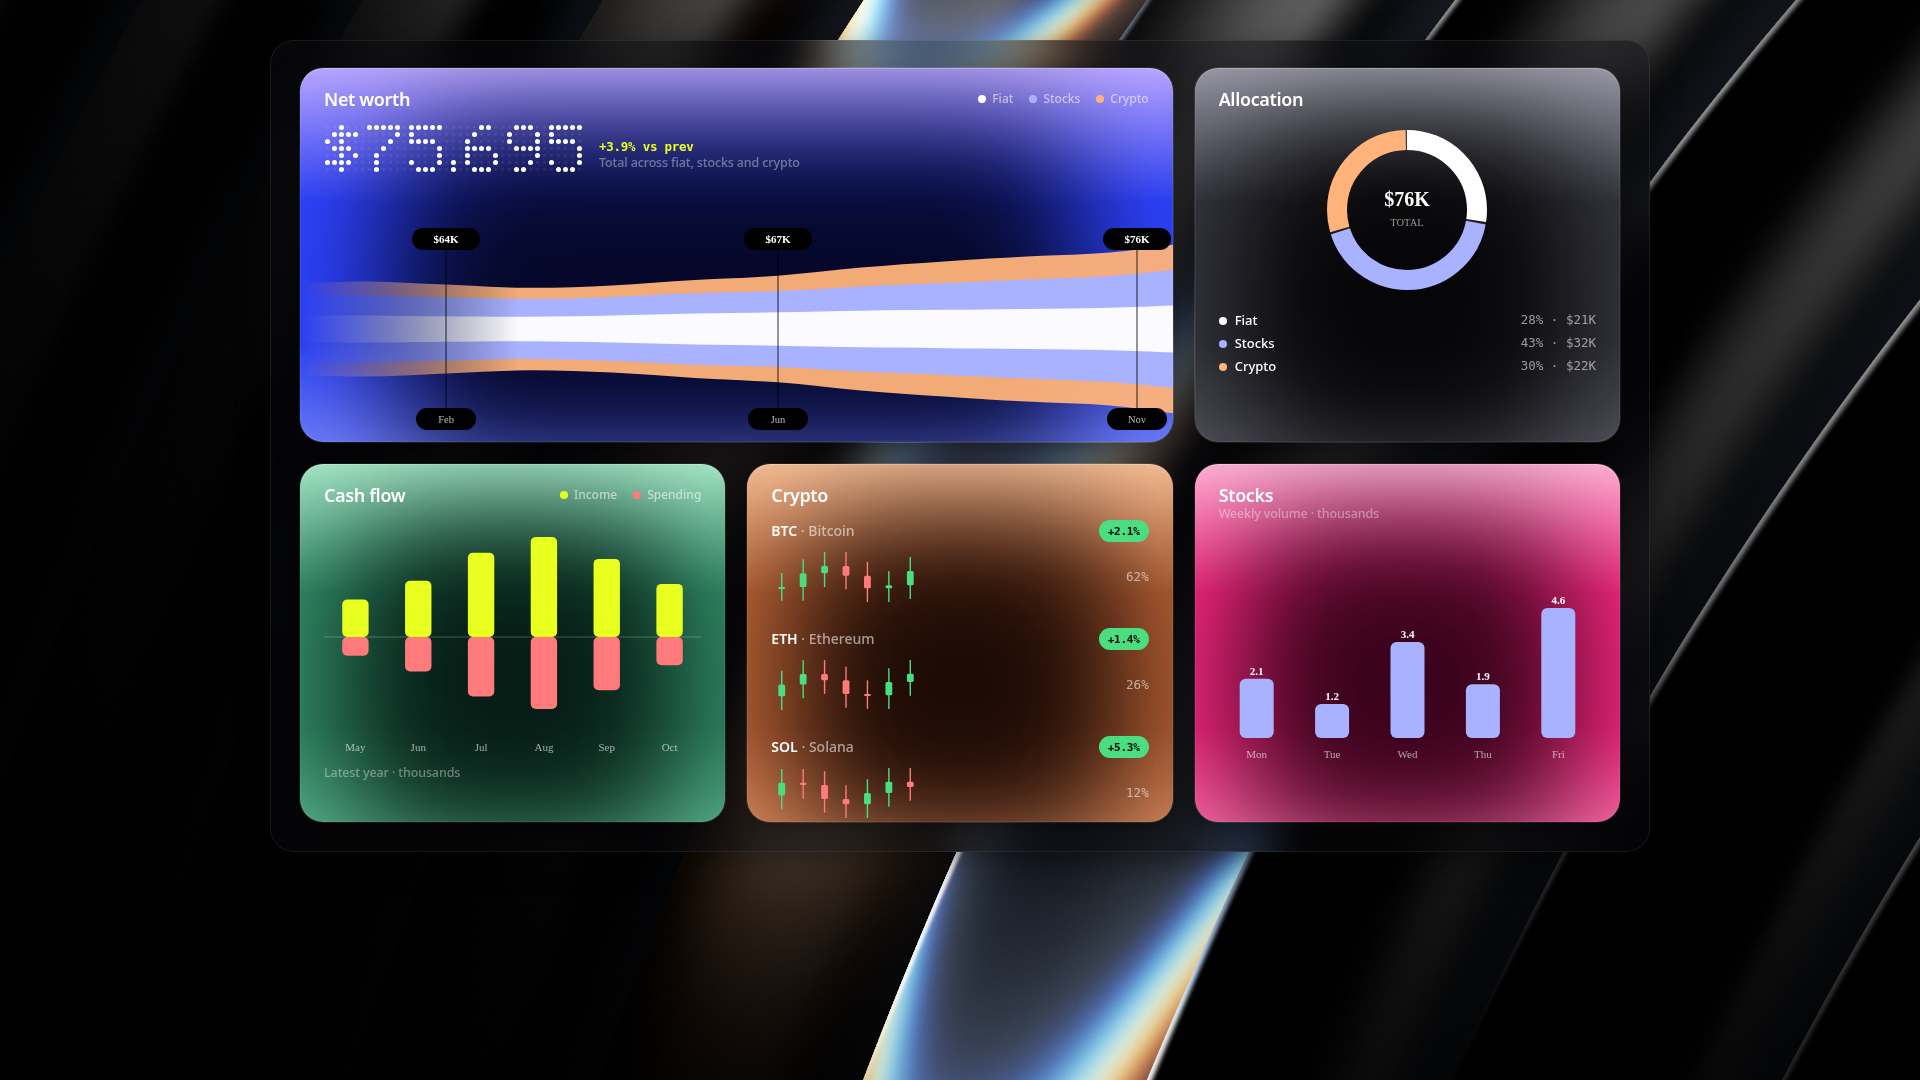 Net worth
Fiat Stocks Crypto
$75,695
+3.9% vs prev
Total across fiat, stocks and crypto
$64K $67K $76K
Feb Jun Nov
Allocation
$76K
TOTAL
Fiat 28% · $21K
Stocks 43% · $32K
Crypto 30% · $22K
Cash flow
Income Spending
May Jun Jul Aug Sep Oct
Latest year · thousands
Crypto
BTC · Bitcoin +2.1%
62%
ETH · Ethereum +1.4%
26%
SOL · Solana +5.3%
12%
Stocks
Weekly volume · thousands
2.1 1.2 3.4 1.9 4.6
Mon Tue Wed Thu Fri